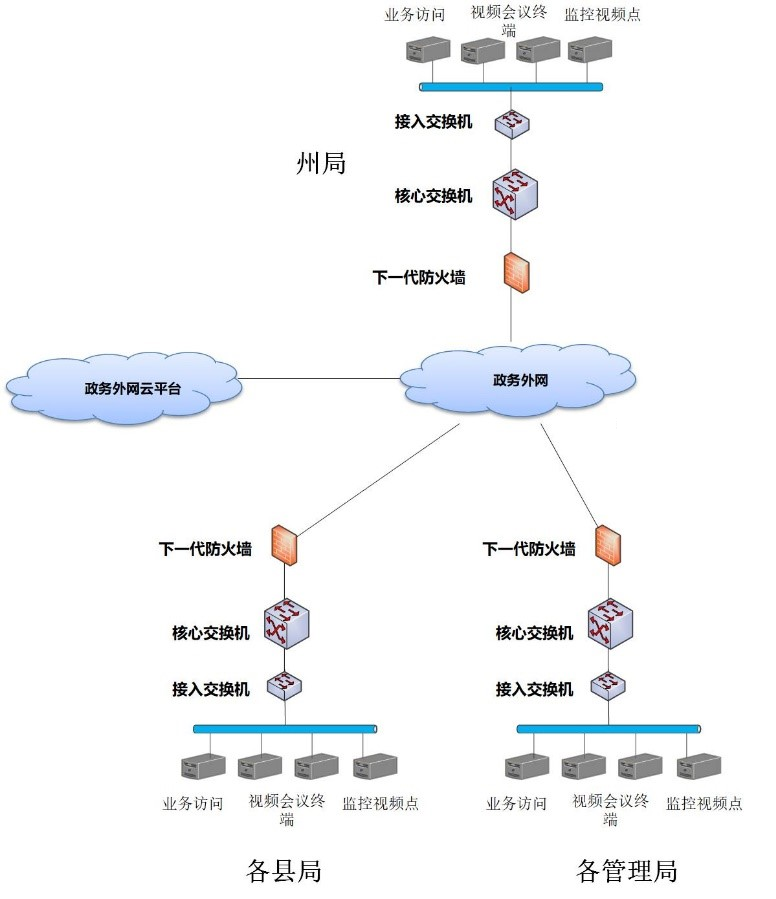 业务访问
视频会议终
端
监控视频点
接入交换机
州局
核心交换机
下一代防火墙
政务外网云平台
政务外网
下一代防火墙
核心交换机
接入交换机
业务访问
视频会议终
端
监控视频点
各县局
下一代防火墙
核心交换机
接入交换机
业务访问
视频会议终
端
监控视频点
各管理局